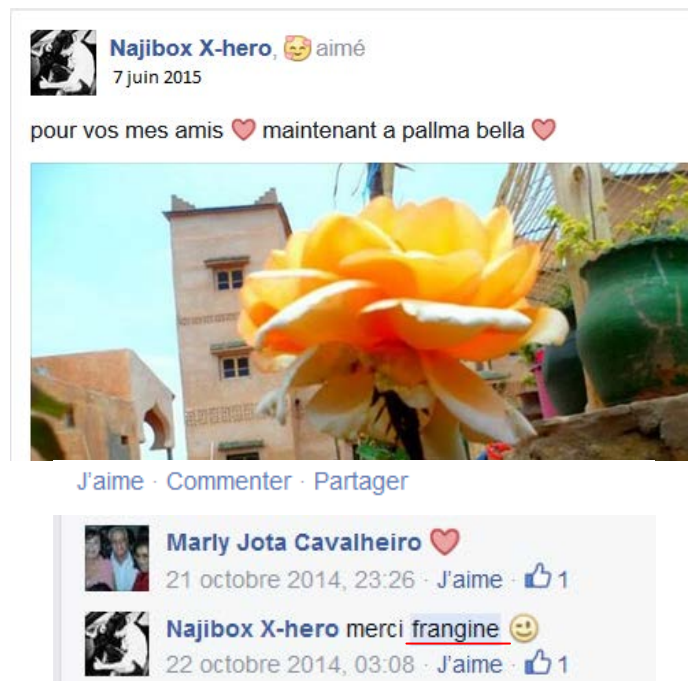 Najibox X-hero, 🥰 aimé
7 juin 2015
pour vos mes amis ♥ maintenant a pallma bella ♥
J'aime · Commenter · Partager
Marly Jota Cavalheiro ♥
21 octobre 2014, 23:26 · J'aime · 👍 1
Najibox X-hero merci frangine 😉
22 octobre 2014, 03:08 · J'aime · 👍 1